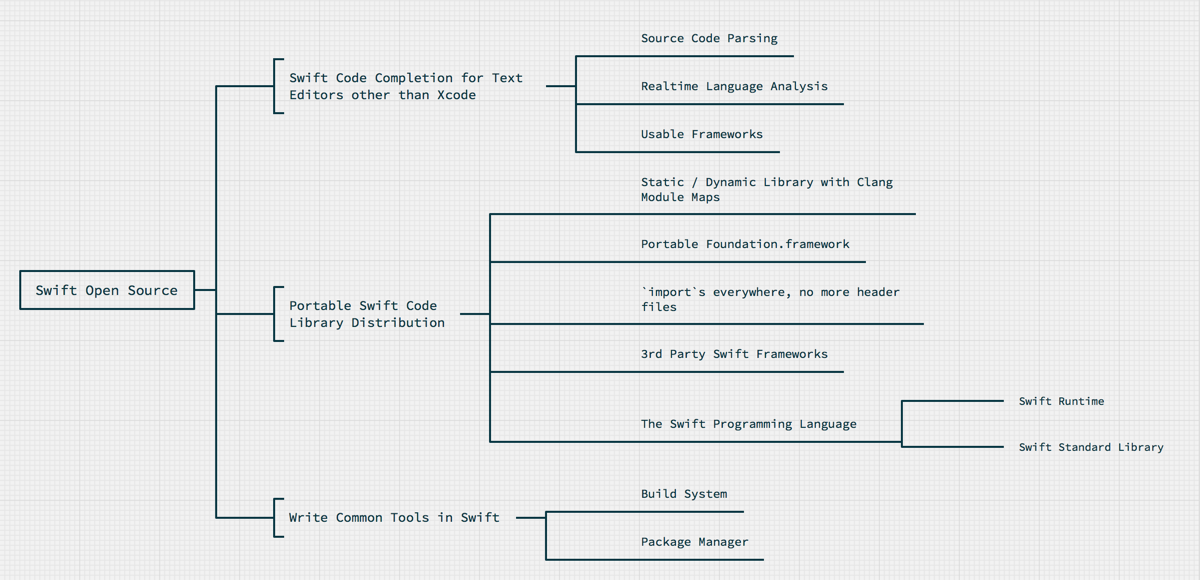 Swift Open Source
Swift Code Completion for Text
Editors other than Xcode
Source Code Parsing
Realtime Language Analysis
Usable Frameworks
Portable Swift Code
Library Distribution
Static / Dynamic Library with Clang
Module Maps
Portable Foundation.framework
`import`s everywhere, no more header
files
3rd Party Swift Frameworks
The Swift Programming Language
Swift Runtime
Swift Standard Library
Write Common Tools in Swift
Build System
Package Manager